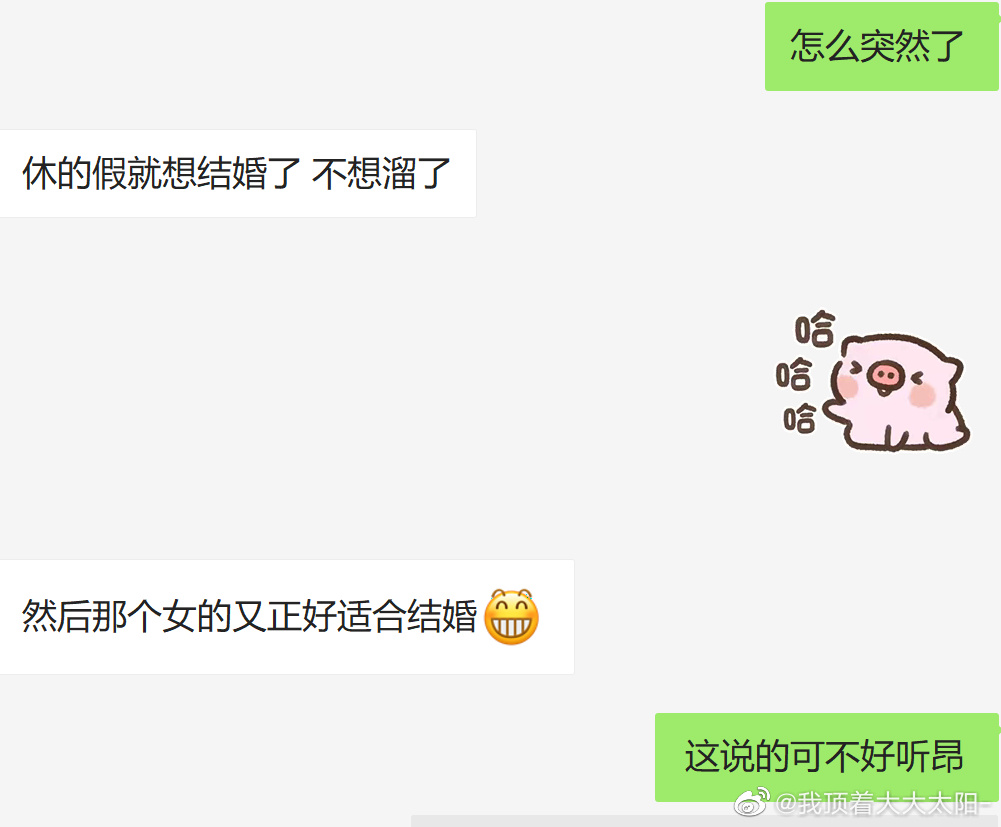 怎么突然了
休的假就想结婚了 不想溜了
哈
哈
哈
然后那个女的又正好适合结婚
这说的可不好听昂
@我顶着大大太阳-